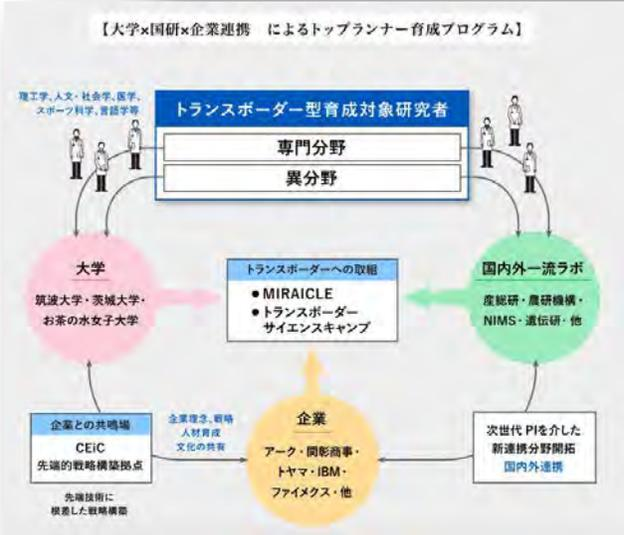 【大学×国研×企業連携　によるトップランナー育成プログラム】
理工学、人文・社会学、医学、
スポーツ科学、言語学等
トランスボーダー型育成対象研究者
専門分野
異分野
大学
筑波大学・茨城大学・
お茶の水女子大学
トランスボーダーへの取組
● MIRAICLE
● トランスボーダー
サイエンスキャンプ
国内外一流ラボ
産総研・農研機構・
NIMS・遺伝研・他
企業との共鳴場
CEiC
先端的戦略構築拠点
先端技術に
根差した戦略構築
企業理念、戦略
人材育成
文化の共有
企業
アーク・関彰商事・
トヤマ・IBM・
ファイメクス・他
次世代 PIを介した
新連携分野開拓
国内外連携